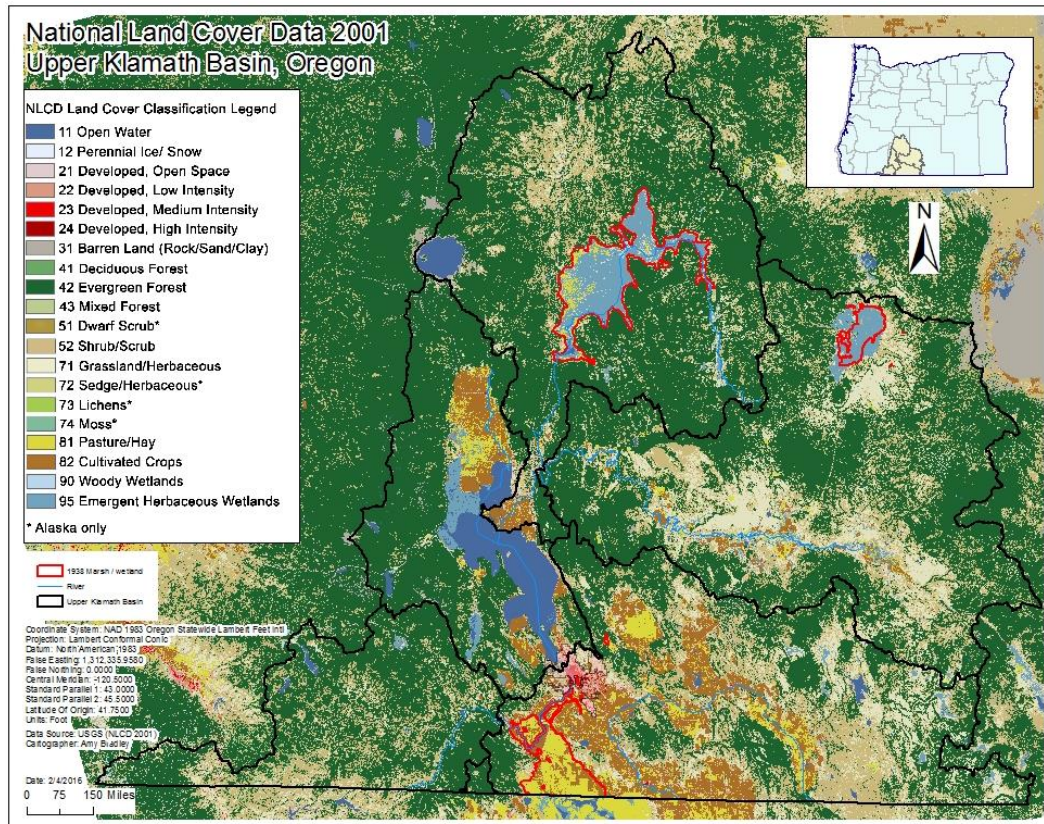 National Land Cover Data 2001
Upper Klamath Basin, Oregon
NLCD Land Cover Classification Legend
11 Open Water
12 Perennial Ice/ Snow
21 Developed, Open Space
22 Developed, Low Intensity
23 Developed, Medium Intensity
24 Developed, High Intensity
31 Barren Land (Rock/Sand/Clay)
41 Deciduous Forest
42 Evergreen Forest
43 Mixed Forest
51 Dwarf Scrub*
52 Shrub/Scrub
71 Grassland/Herbaceous
72 Sedge/Herbaceous*
73 Lichens*
74 Moss*
81 Pasture/Hay
82 Cultivated Crops
90 Woody Wetlands
95 Emergent Herbaceous Wetlands
* Alaska only
1938 Marsh / wetland
River
Upper Klamath Basin
Coordinate System: NAD 1983 Oregon Statewide Lambert Feet Intl
Projection: Lambert Conformal Conic
Datum: North American 1983
False Easting: 1,312,335.9580
False Northing: 0.0000
Central Meridian: -120.5000
Standard Parallel 1: 43.0000
Standard Parallel 2: 45.5000
Latitude Of Origin: 41.7500
Units: Foot
Data Source: USGS (NLCD 2001)
Cartographer: Amy Bradley
Date: 2/4/2016
0 75 150 Miles
N